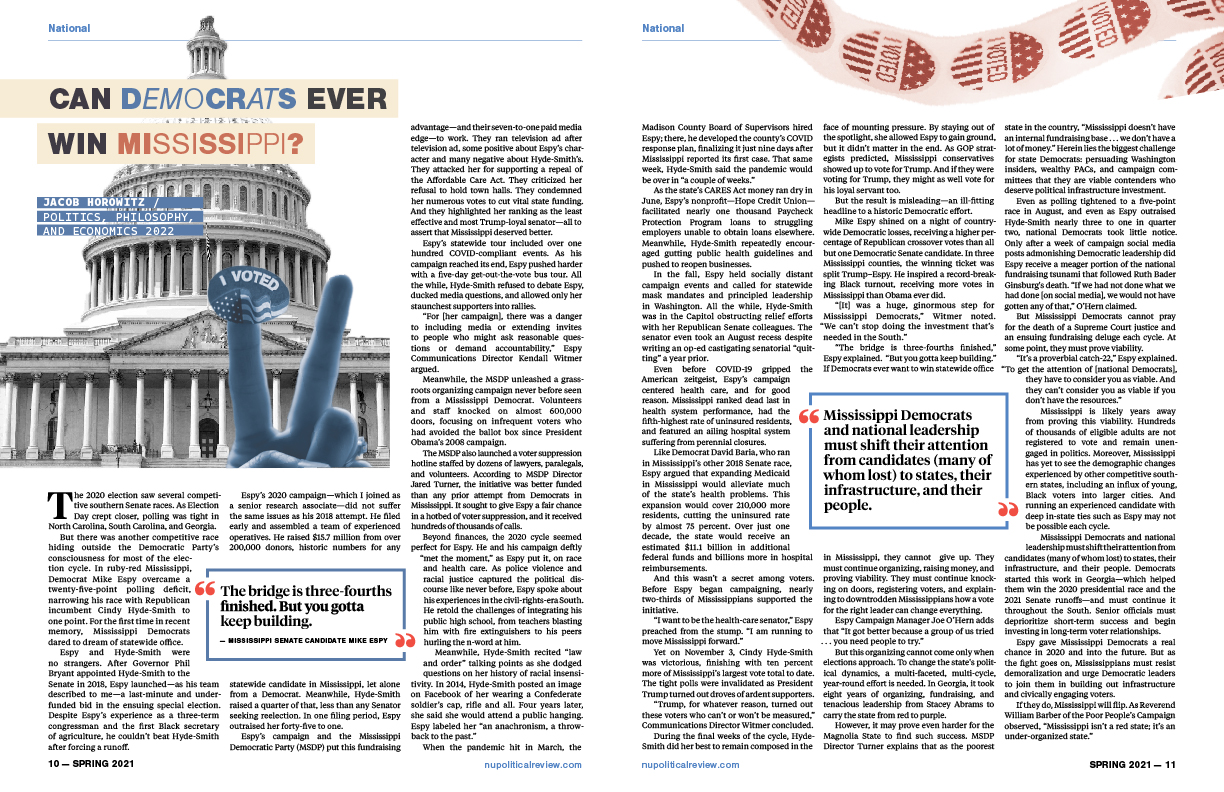 National
CAN DEMOCRATS EVER
WIN MISSISSIPPI?
JACOB HOROWITZ /
POLITICS, PHILOSOPHY,
AND ECONOMICS 2022
I VOTED
The 2020 election saw several competi-
tive southern Senate races. As Election
Day crept closer, polling was tight in
North Carolina, South Carolina, and Georgia.
But there was another competitive race
hiding outside the Democratic Party's
consciousness for most of the elec-
tion cycle. In ruby-red Mississippi,
Democrat Mike Espy overcame a
twenty-five-point polling deficit,
narrowing his race with Republican
incumbent Cindy Hyde-Smith to
one point. For the first time in recent
memory, Mississippi Democrats
dared to dream of statewide office.
Espy and Hyde-Smith were
no strangers. After Governor Phil
Bryant appointed Hyde-Smith to the
Senate in 2018, Espy launched—as his team
described to me—a last-minute and under-
funded bid in the ensuing special election.
Despite Espy's experience as a three-term
congressman and the first Black secretary
of agriculture, he couldn't beat Hyde-Smith
after forcing a runoff.
Espy's 2020 campaign—which I joined as
a senior research associate—did not suffer
the same issues as his 2018 attempt. He filed
early and assembled a team of experienced
operatives. He raised $15.7 million from over
200,000 donors, historic numbers for any
“
The bridge is three-fourths
finished. But you gotta
keep building.
— MISSISSIPPI SENATE CANDIDATE MIKE ESPY
”
statewide candidate in Mississippi, let alone
from a Democrat. Meanwhile, Hyde-Smith
raised a quarter of that, less than any Senator
seeking reelection. In one filing period, Espy
outraised her forty-five to one.
Espy's campaign and the Mississippi
Democratic Party (MSDP) put this fundraising
advantage—and their seven-to-one paid media
edge—to work. They ran television ad after
television ad, some positive about Espy's char-
acter and many negative about Hyde-Smith's.
They attacked her for supporting a repeal of
the Affordable Care Act. They criticized her
refusal to hold town halls. They condemned
her numerous votes to cut vital state funding.
And they highlighted her ranking as the least
effective and most Trump-loyal senator—all to
assert that Mississippi deserved better.
Espy's statewide tour included over one
hundred COVID-compliant events. As his
campaign reached its end, Espy pushed harder
with a five-day get-out-the-vote bus tour. All
the while, Hyde-Smith refused to debate Espy,
ducked media questions, and allowed only her
staunchest supporters into rallies.
“For [her campaign], there was a danger
to including media or extending invites
to people who might ask reasonable ques-
tions or demand accountability,” Espy
Communications Director Kendall Witmer
argued.
Meanwhile, the MSDP unleashed a grass-
roots organizing campaign never before seen
from a Mississippi Democrat. Volunteers
and staff knocked on almost 600,000
doors, focusing on infrequent voters who
had avoided the ballot box since President
Obama's 2008 campaign.
The MSDP also launched a voter suppression
hotline staffed by dozens of lawyers, paralegals,
and volunteers. According to MSDP Director
Jared Turner, the initiative was better funded
than any prior attempt from Democrats in
Mississippi. It sought to give Espy a fair chance
in a hotbed of voter suppression, and it received
hundreds of thousands of calls.
Beyond finances, the 2020 cycle seemed
perfect for Espy. He and his campaign deftly
“met the moment,” as Espy put it, on race
and health care. As police violence and
racial justice captured the political dis-
course like never before, Espy spoke about
his experiences in the civil-rights-era South.
He retold the challenges of integrating his
public high school, from teachers blasting
him with fire extinguishers to his peers
hurling the n-word at him.
Meanwhile, Hyde-Smith recited “law
and order” talking points as she dodged
questions on her history of racial insensi-
tivity. In 2014, Hyde-Smith posted an image
on Facebook of her wearing a Confederate
soldier's cap, rifle and all. Four years later,
she said she would attend a public hanging.
Espy labeled her “an anachronism, a throw-
back to the past.”
When the pandemic hit in March, the
10 — SPRING 2021
nupoliticalreview.com
National
I VOTED
I VOTED
I VOTED
I VOTED
Madison County Board of Supervisors hired
Espy; there, he developed the county's COVID
response plan, finalizing it just nine days after
Mississippi reported its first case. That same
week, Hyde-Smith said the pandemic would
be over in “a couple of weeks.”
As the state's CARES Act money ran dry in
June, Espy's nonprofit—Hope Credit Union—
facilitated nearly one thousand Paycheck
Protection Program loans to struggling
employers unable to obtain loans elsewhere.
Meanwhile, Hyde-Smith repeatedly encour-
aged gutting public health guidelines and
pushed to reopen businesses.
In the fall, Espy held socially distant
campaign events and called for statewide
mask mandates and principled leadership
in Washington. All the while, Hyde-Smith
was in the Capitol obstructing relief efforts
with her Republican Senate colleagues. The
senator even took an August recess despite
writing an op-ed castigating senatorial “quit-
ting” a year prior.
Even before COVID-19 gripped the
American zeitgeist, Espy's campaign
centered health care, and for good
reason. Mississippi ranked dead last in
health system performance, had the
fifth-highest rate of uninsured residents,
and featured an ailing hospital system
suffering from perennial closures.
Like Democrat David Baria, who ran
in Mississippi's other 2018 Senate race,
Espy argued that expanding Medicaid
in Mississippi would alleviate much
of the state's health problems. This
expansion would cover 210,000 more
residents, cutting the uninsured rate
by almost 75 percent. Over just one
decade, the state would receive an
estimated $11.1 billion in additional
federal funds and billions more in hospital
reimbursements.
And this wasn't a secret among voters.
Before Espy began campaigning, nearly
two-thirds of Mississippians supported the
initiative.
“I want to be the health-care senator,” Espy
preached from the stump. “I am running to
move Mississippi forward.”
Yet on November 3, Cindy Hyde-Smith
was victorious, finishing with ten percent
more of Mississippi's largest vote total to date.
The fight polls were invalidated as President
Trump turned out droves of ardent supporters.
“Trump, for whatever reason, turned out
these voters who can't or won't be measured,”
Communications Director Witmer concluded.
During the final weeks of the cycle, Hyde-
Smith did her best to remain composed in the
face of mounting pressure. By staying out of
the spotlight, she allowed Espy to gain ground,
but it didn't matter in the end. As GOP strat-
egists predicted, Mississippi conservatives
showed up to vote for Trump. And if they were
voting for Trump, they might as well vote for
his loyal servant too.
But the result is misleading—an ill-fitting
headline to a historic Democratic effort.
Mike Espy shined on a night of country-
wide Democratic losses, receiving a higher per-
centage of Republican crossover votes than all
but one Democratic Senate candidate. In three
Mississippi counties, the winning ticket was
split Trump–Espy. He inspired a record-break-
ing Black turnout, receiving more votes in
Mississippi than Obama ever did.
“[It] was a huge, ginormous step for
Mississippi Democrats,” Witmer noted.
“We can't stop doing the investment that's
needed in the South.”
“The bridge is three-fourths finished,”
Espy explained. “But you gotta keep building.”
If Democrats ever want to win statewide office
“
Mississippi Democrats
and national leadership
must shift their attention
from candidates (many of
whom lost) to states, their
infrastructure, and their
people.
”
in Mississippi, they cannot give up. They
must continue organizing, raising money, and
proving viability. They must continue knock-
ing on doors, registering voters, and explain-
ing to downtrodden Mississippians how a vote
for the right leader can change everything.
Espy Campaign Manager Joe O'Hern adds
that “It got better because a group of us tried
. . . you need people to try.”
But this organizing cannot come only when
elections approach. To change the state's polit-
ical dynamics, a multi-faceted, multi-cycle,
year-round effort is needed. In Georgia, it took
eight years of organizing, fundraising, and
tenacious leadership from Stacey Abrams to
carry the state from red to purple.
However, it may prove even harder for the
Magnolia State to find such success. MSDP
Director Turner explains that as the poorest
state in the country, “Mississippi doesn't have
an internal fundraising base . . . we don't have a
lot of money.” Herein lies the biggest challenge
for state Democrats: persuading Washington
insiders, wealthy PACs, and campaign com-
mittees that they are viable contenders who
deserve political infrastructure investment.
Even as polling tightened to a five-point
race in August, and even as Espy outraised
Hyde-Smith nearly three to one in quarter
two, national Democrats took little notice.
Only after a week of campaign social media
posts admonishing Democratic leadership did
Espy receive a meager portion of the national
fundraising tsunami that followed Ruth Bader
Ginsburg's death. “If we had not done what we
had done [on social media], we would not have
gotten any of that,” O'Hern claimed.
But Mississippi Democrats cannot pray
for the death of a Supreme Court justice and
an ensuing fundraising deluge each cycle. At
some point, they must prove viability.
“It's a proverbial catch-22,” Espy explained.
“To get the attention of [national Democrats],
they have to consider you as viable. And
they can't consider you as viable if you
don't have the resources.”
Mississippi is likely years away
from proving this viability. Hundreds
of thousands of eligible adults are not
registered to vote and remain unen-
gaged in politics. Moreover, Mississippi
has yet to see the demographic changes
experienced by other competitive south-
ern states, including an influx of young,
Black voters into larger cities. And
running an experienced candidate with
deep in-state ties such as Espy may not
be possible each cycle.
Mississippi Democrats and national
leadership must shift their attention from
candidates (many of whom lost) to states, their
infrastructure, and their people. Democrats
started this work in Georgia—which helped
them win the 2020 presidential race and the
2021 Senate runoffs—and must continue it
throughout the South. Senior officials must
deprioritize short-term success and begin
investing in long-term voter relationships.
Espy gave Mississippi Democrats a real
chance in 2020 and into the future. But as
the fight goes on, Mississippians must resist
demoralization and urge Democratic leaders
to join them in building out infrastructure
and civically engaging voters.
If they do, Mississippi will flip. As Reverend
William Barber of the Poor People's Campaign
observed, “Mississippi isn't a red state; it's an
under-organized state.”
nupoliticalreview.com
SPRING 2021 — 11